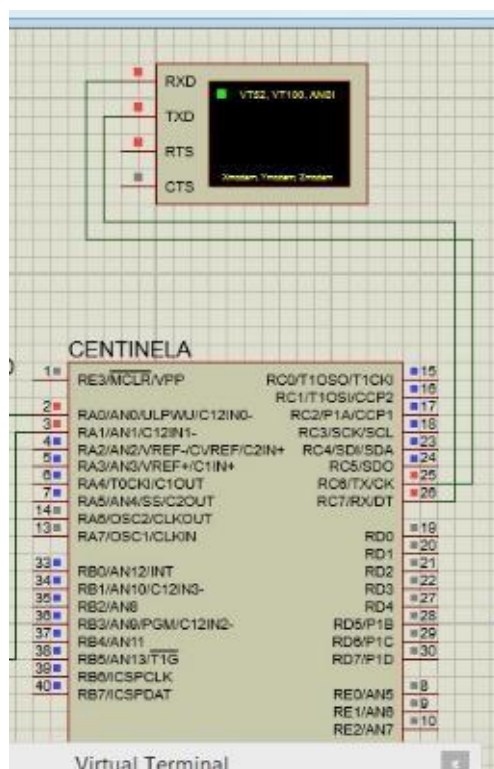 RXD
TXD
RTS
CTS
VT52, VT100, ANSI
Xmodem, Ymodem, Zmodem
CENTINELA
1 RE3/MCLR/VPP
2 RA0/AN0/ULPWU/C12IN0-
3 RA1/AN1/C12IN1-
4 RA2/AN2/VREF-/CVREF/C2IN+
5 RA3/AN3/VREF+/C1IN+
6 RA4/T0CKI/C1OUT
7 RA5/AN4/SS/C2OUT
14 RA6/OSC2/CLKOUT
13 RA7/OSC1/CLKIN
33 RB0/AN12/INT
34 RB1/AN10/C12IN3-
35 RB2/AN8
36 RB3/AN9/PGM/C12IN2-
37 RB4/AN11
38 RB5/AN13/T1G
39 RB6/ICSPCLK
40 RB7/ICSPDAT
RC0/T1OSO/T1CKI 15
RC1/T1OSI/CCP2 16
RC2/P1A/CCP1 17
RC3/SCK/SCL 18
RC4/SDI/SDA 23
RC5/SDO 24
RC6/TX/CK 25
RC7/RX/DT 26
RD0 19
RD1 20
RD2 21
RD3 22
RD4 27
RD5/P1B 28
RD6/P1C 29
RD7/P1D 30
RE0/AN5 8
RE1/AN6 9
RE2/AN7 10
Virtual Terminal